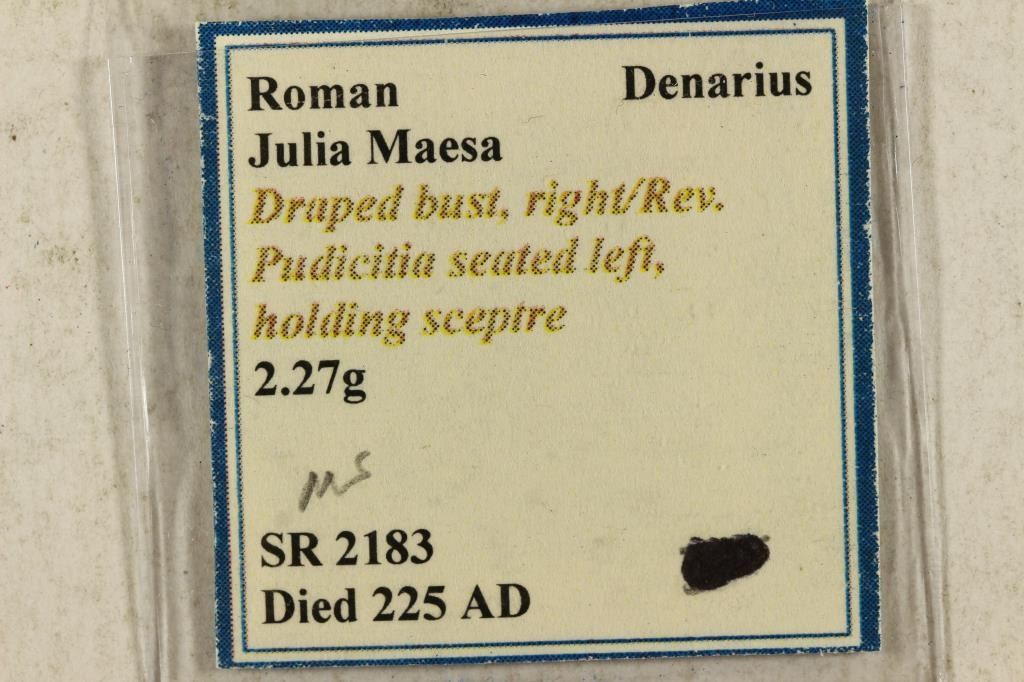 Roman Denarius
Julia Maesa
Draped bust, right/Rev.
Pudicitia seated left,
holding sceptre
2.27g
SR 2183
Died 225 AD